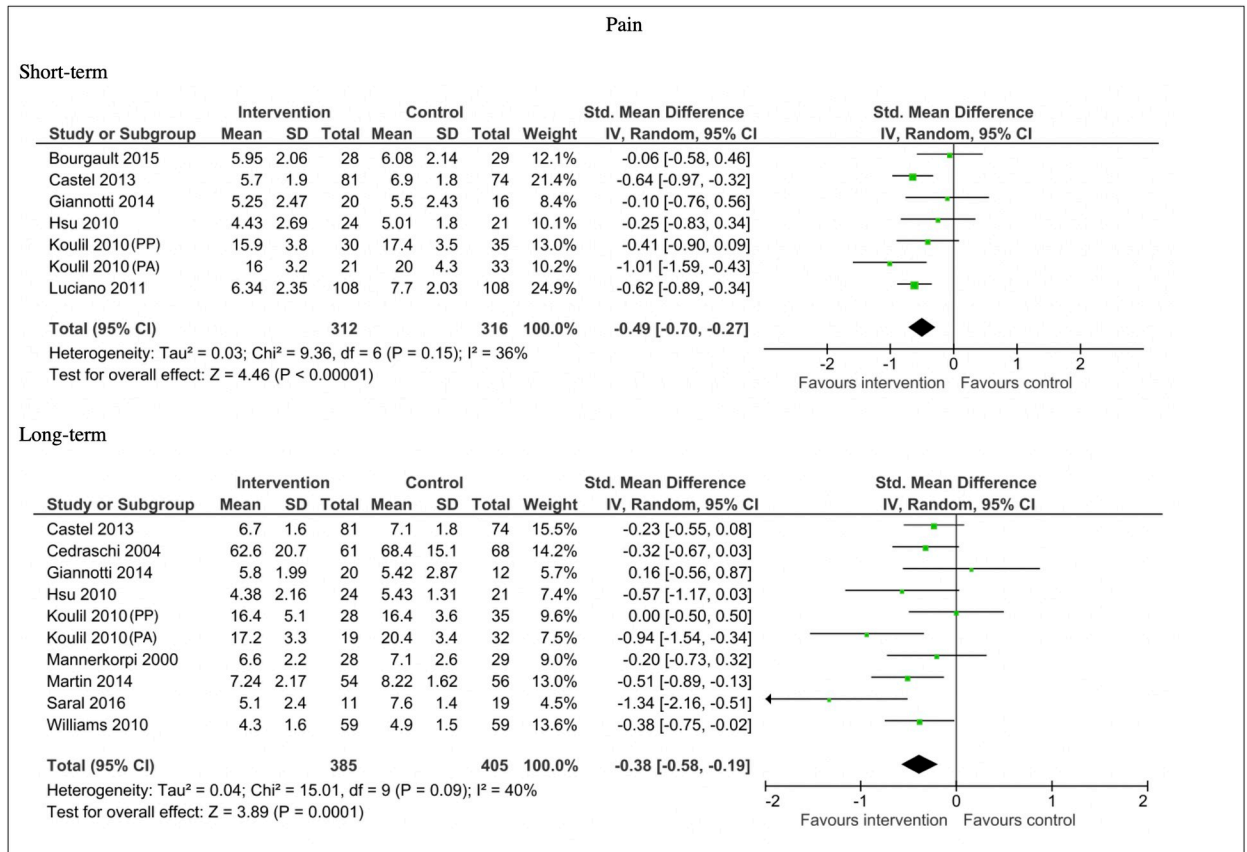 Pain
Short-term
Intervention Control Std. Mean Difference Std. Mean Difference
Study or Subgroup Mean SD Total Mean SD Total Weight IV, Random, 95% CI IV, Random, 95% CI
Bourgault 2015 5.95 2.06 28 6.08 2.14 29 12.1% -0.06 [-0.58, 0.46]
Castel 2013 5.7 1.9 81 6.9 1.8 74 21.4% -0.64 [-0.97, -0.32]
Giannotti 2014 5.25 2.47 20 5.5 2.43 16 8.4% -0.10 [-0.76, 0.56]
Hsu 2010 4.43 2.69 24 5.01 1.8 21 10.1% -0.25 [-0.83, 0.34]
Koulil 2010 (PP) 15.9 3.8 30 17.4 3.5 35 13.0% -0.41 [-0.90, 0.09]
Koulil 2010 (PA) 16 3.2 21 20 4.3 33 10.2% -1.01 [-1.59, -0.43]
Luciano 2011 6.34 2.35 108 7.7 2.03 108 24.9% -0.62 [-0.89, -0.34]
Total (95% CI) 312 316 100.0% -0.49 [-0.70, -0.27]
Heterogeneity: Tau² = 0.03; Chi² = 9.36, df = 6 (P = 0.15); I² = 36%
Test for overall effect: Z = 4.46 (P < 0.00001)
-2 -1 0 1 2
Favours intervention Favours control
Long-term
Intervention Control Std. Mean Difference Std. Mean Difference
Study or Subgroup Mean SD Total Mean SD Total Weight IV, Random, 95% CI IV, Random, 95% CI
Castel 2013 6.7 1.6 81 7.1 1.8 74 15.5% -0.23 [-0.55, 0.08]
Cedraschi 2004 62.6 20.7 61 68.4 15.1 68 14.2% -0.32 [-0.67, 0.03]
Giannotti 2014 5.8 1.99 20 5.42 2.87 12 5.7% 0.16 [-0.56, 0.87]
Hsu 2010 4.38 2.16 24 5.43 1.31 21 7.4% -0.57 [-1.17, 0.03]
Koulil 2010 (PP) 16.4 5.1 28 16.4 3.6 35 9.6% 0.00 [-0.50, 0.50]
Koulil 2010 (PA) 17.2 3.3 19 20.4 3.4 32 7.5% -0.94 [-1.54, -0.34]
Mannerkorpi 2000 6.6 2.2 28 7.1 2.6 29 9.0% -0.20 [-0.73, 0.32]
Martin 2014 7.24 2.17 54 8.22 1.62 56 13.0% -0.51 [-0.89, -0.13]
Saral 2016 5.1 2.4 11 7.6 1.4 19 4.5% -1.34 [-2.16, -0.51]
Williams 2010 4.3 1.6 59 4.9 1.5 59 13.6% -0.38 [-0.75, -0.02]
Total (95% CI) 385 405 100.0% -0.38 [-0.58, -0.19]
Heterogeneity: Tau² = 0.04; Chi² = 15.01, df = 9 (P = 0.09); I² = 40%
Test for overall effect: Z = 3.89 (P = 0.0001)
-2 -1 0 1 2
Favours intervention Favours control